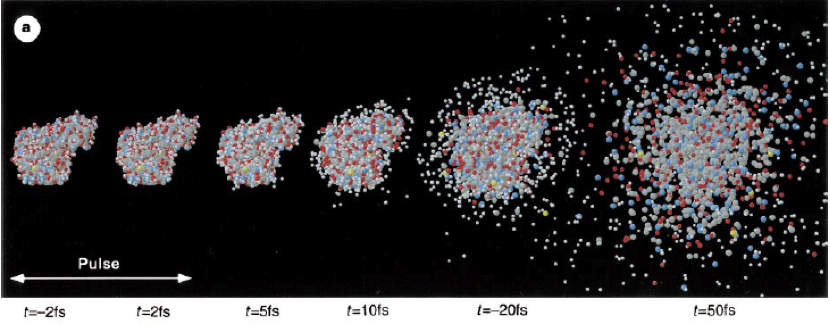 a
Pulse
t=–2fs t=2fs t=5fs t=10fs t=–20fs t=50fs